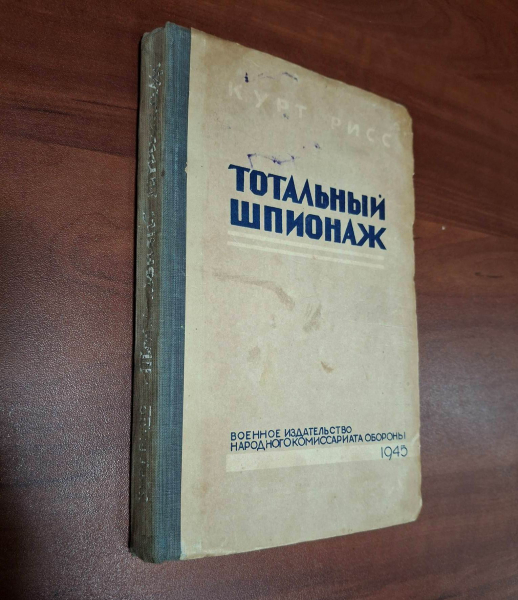 КУРТ РИСС
ТОТАЛЬНЫЙ
ШПИОНАЖ
ВОЕННОЕ ИЗДАТЕЛЬСТВО
НАРОДНОГО КОМИССАРИАТА ОБОРОНЫ
1945